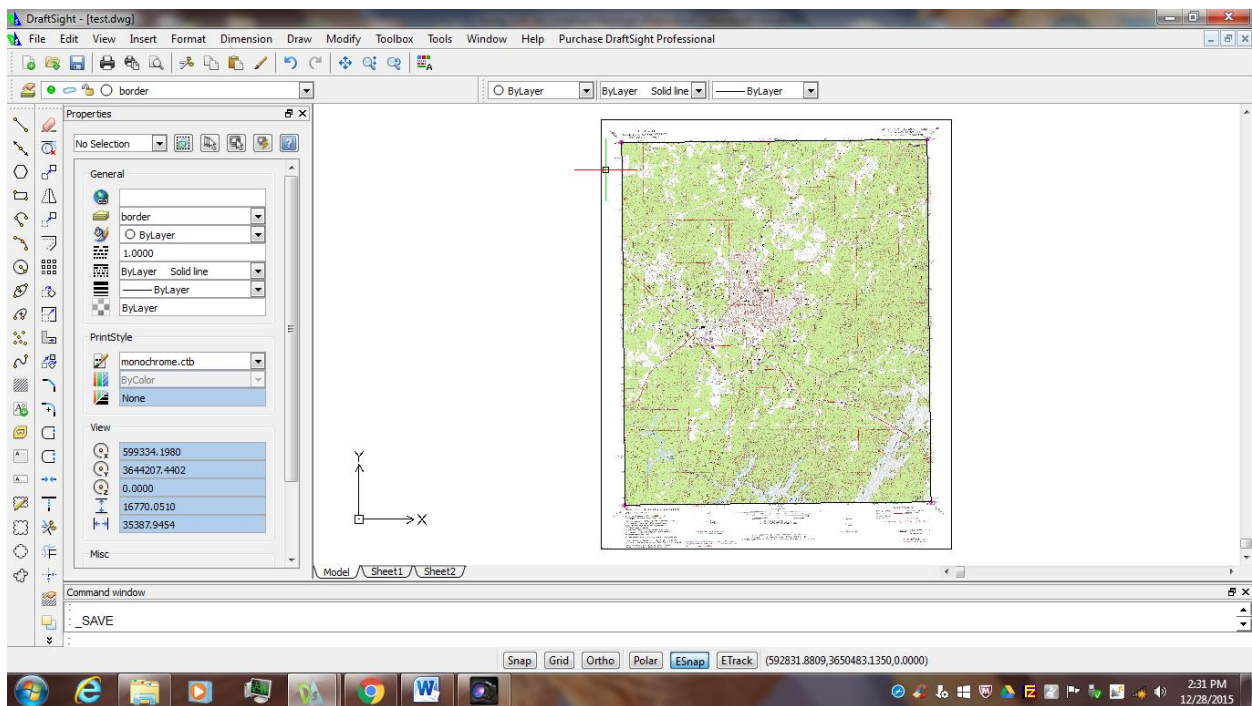 DraftSight - [test.dwg]
File Edit View Insert Format Dimension Draw Modify Toolbox Tools Window Help Purchase DraftSight Professional
A
border
ByLayer
ByLayer Solid line
ByLayer
Properties
No Selection
General
border
ByLayer
1.0000
ByLayer Solid line
ByLayer
ByLayer
PrintStyle
monochrome.ctb
ByColor
None
View
599334.1980
3644207.4402
0.0000
16770.0510
35387.9454
Misc
Y
X
Model Sheet1 Sheet2
Command window
:
: _SAVE
:
Snap Grid Ortho Polar ESnap ETrack (592831.8809,3650483.1350,0.0000)
2:31 PM
12/28/2015